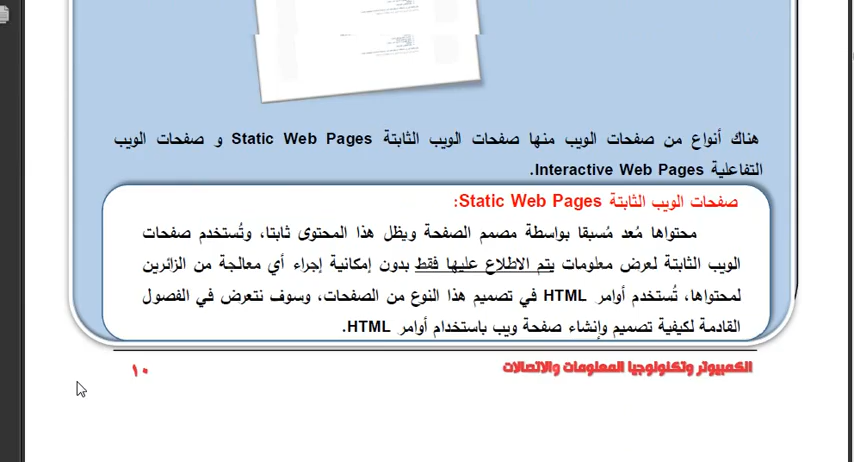 هناك أنواع من صفحات الويب منها صفحات الويب الثابتة Static Web Pages و صفحات الويب
التفاعلية Interactive Web Pages.
صفحات الويب الثابتة Static Web Pages:
محتواها مُعد مُسبقا بواسطة مصمم الصفحة ويظل هذا المحتوى ثابتا، وتُستخدم صفحات
الويب الثابتة لعرض معلومات يتم الاطلاع عليها فقط بدون إمكانية إجراء أي معالجة من الزائرين
لمحتواها، تُستخدم أوامر HTML في تصميم هذا النوع من الصفحات، وسوف نتعرض في الفصول
القادمة لكيفية تصميم وإنشاء صفحة ويب باستخدام أوامر HTML.
الكمبيوتر وتكنولوجيا المعلومات والاتصالات
١٠